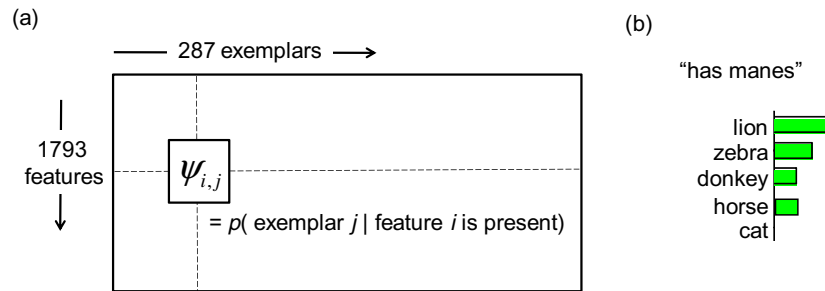 (a)
287 exemplars
1793
features
ψi,j
= p( exemplar j | feature i is present)
(b)
“has manes”
lion
zebra
donkey
horse
cat